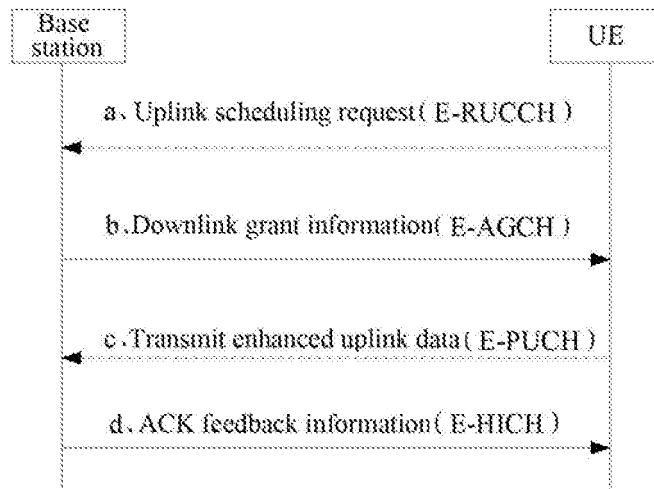 Base
station
UE
a、Uplink scheduling request( E-RUCCH )
b、Downlink grant information( E-AGCH )
c、Transmit enhanced uplink data( E-PUCH )
d、ACK feedback information( E-HICH )